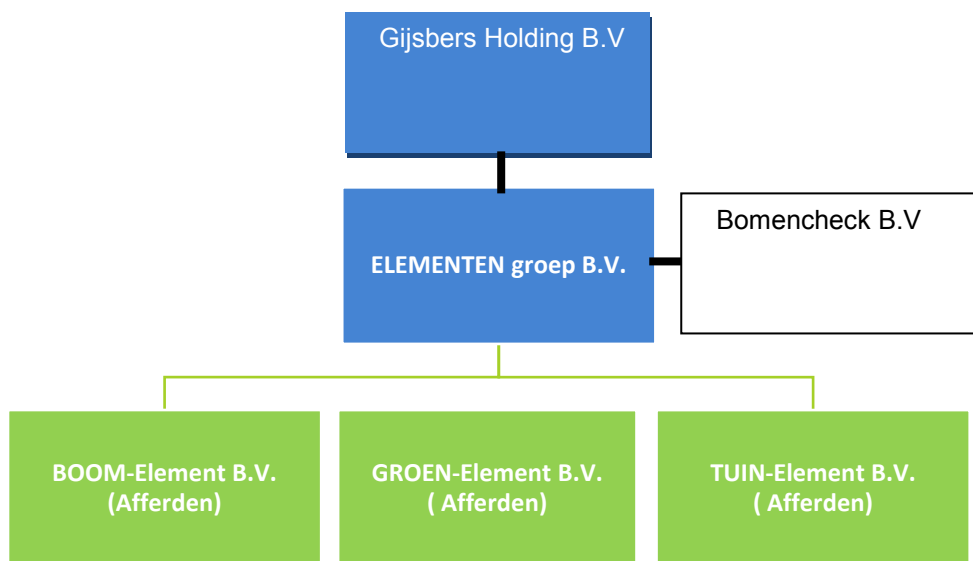 Gijsbers Holding B.V
ELEMENTEN groep B.V.
Bomencheck B.V
BOOM-Element B.V.
(Afferden)
GROEN-Element B.V.
( Afferden)
TUIN-Element B.V.
( Afferden)